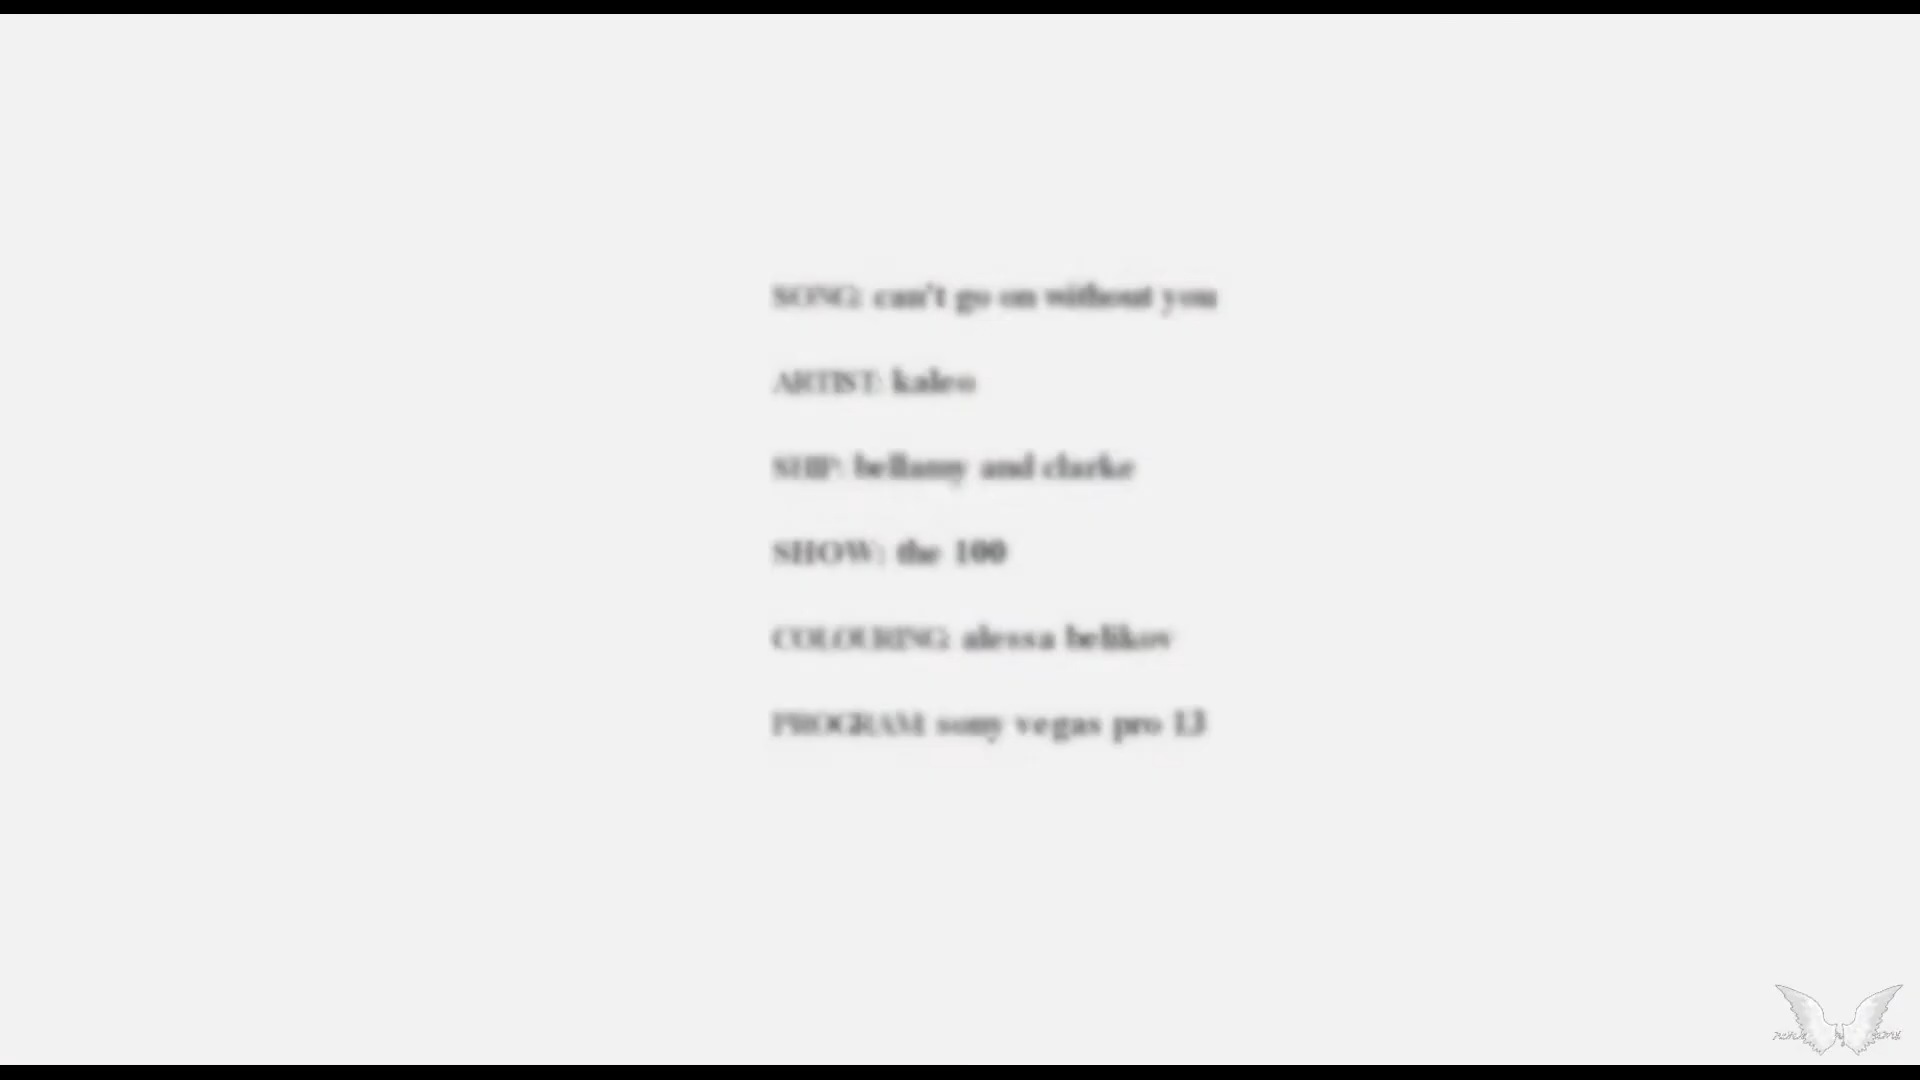 SONG: can't go on without you
ARTIST: kaleo
SHIP: bellamy and clarke
SHOW: the 100
COLOURING: alessa belikov
PROGRAM: sony vegas pro 13